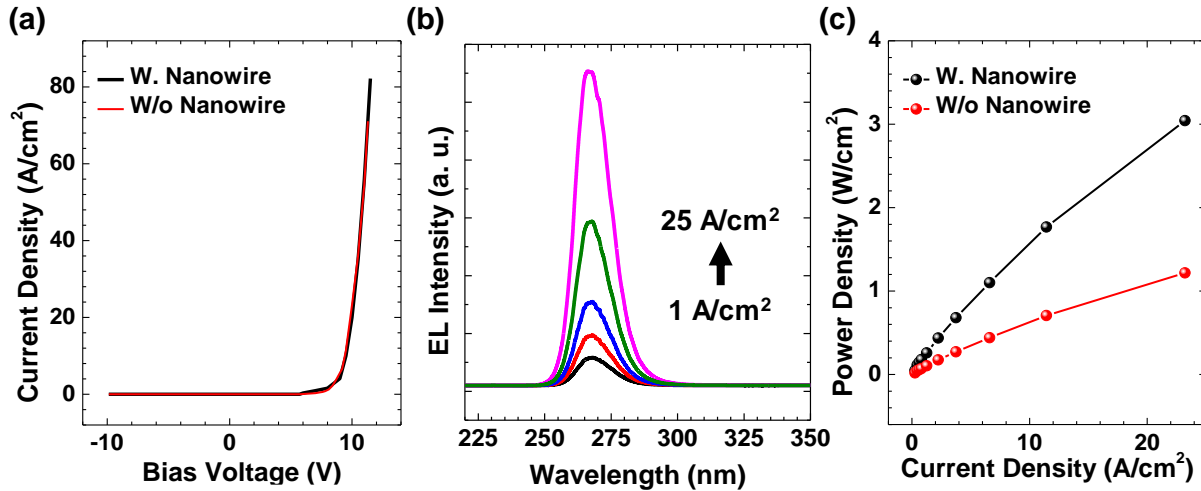 (a)
Current Density (A/cm²)
80
60
40
20
0
W. Nanowire
W/o Nanowire
-10
0
10
Bias Voltage (V)
(b)
EL Intensity (a. u.)
25 A/cm²
1 A/cm²
225
250
275
300
325
350
Wavelength (nm)
(c)
Power Density (W/cm²)
4
3
2
1
0
W. Nanowire
W/o Nanowire
0
10
20
Current Density (A/cm²)